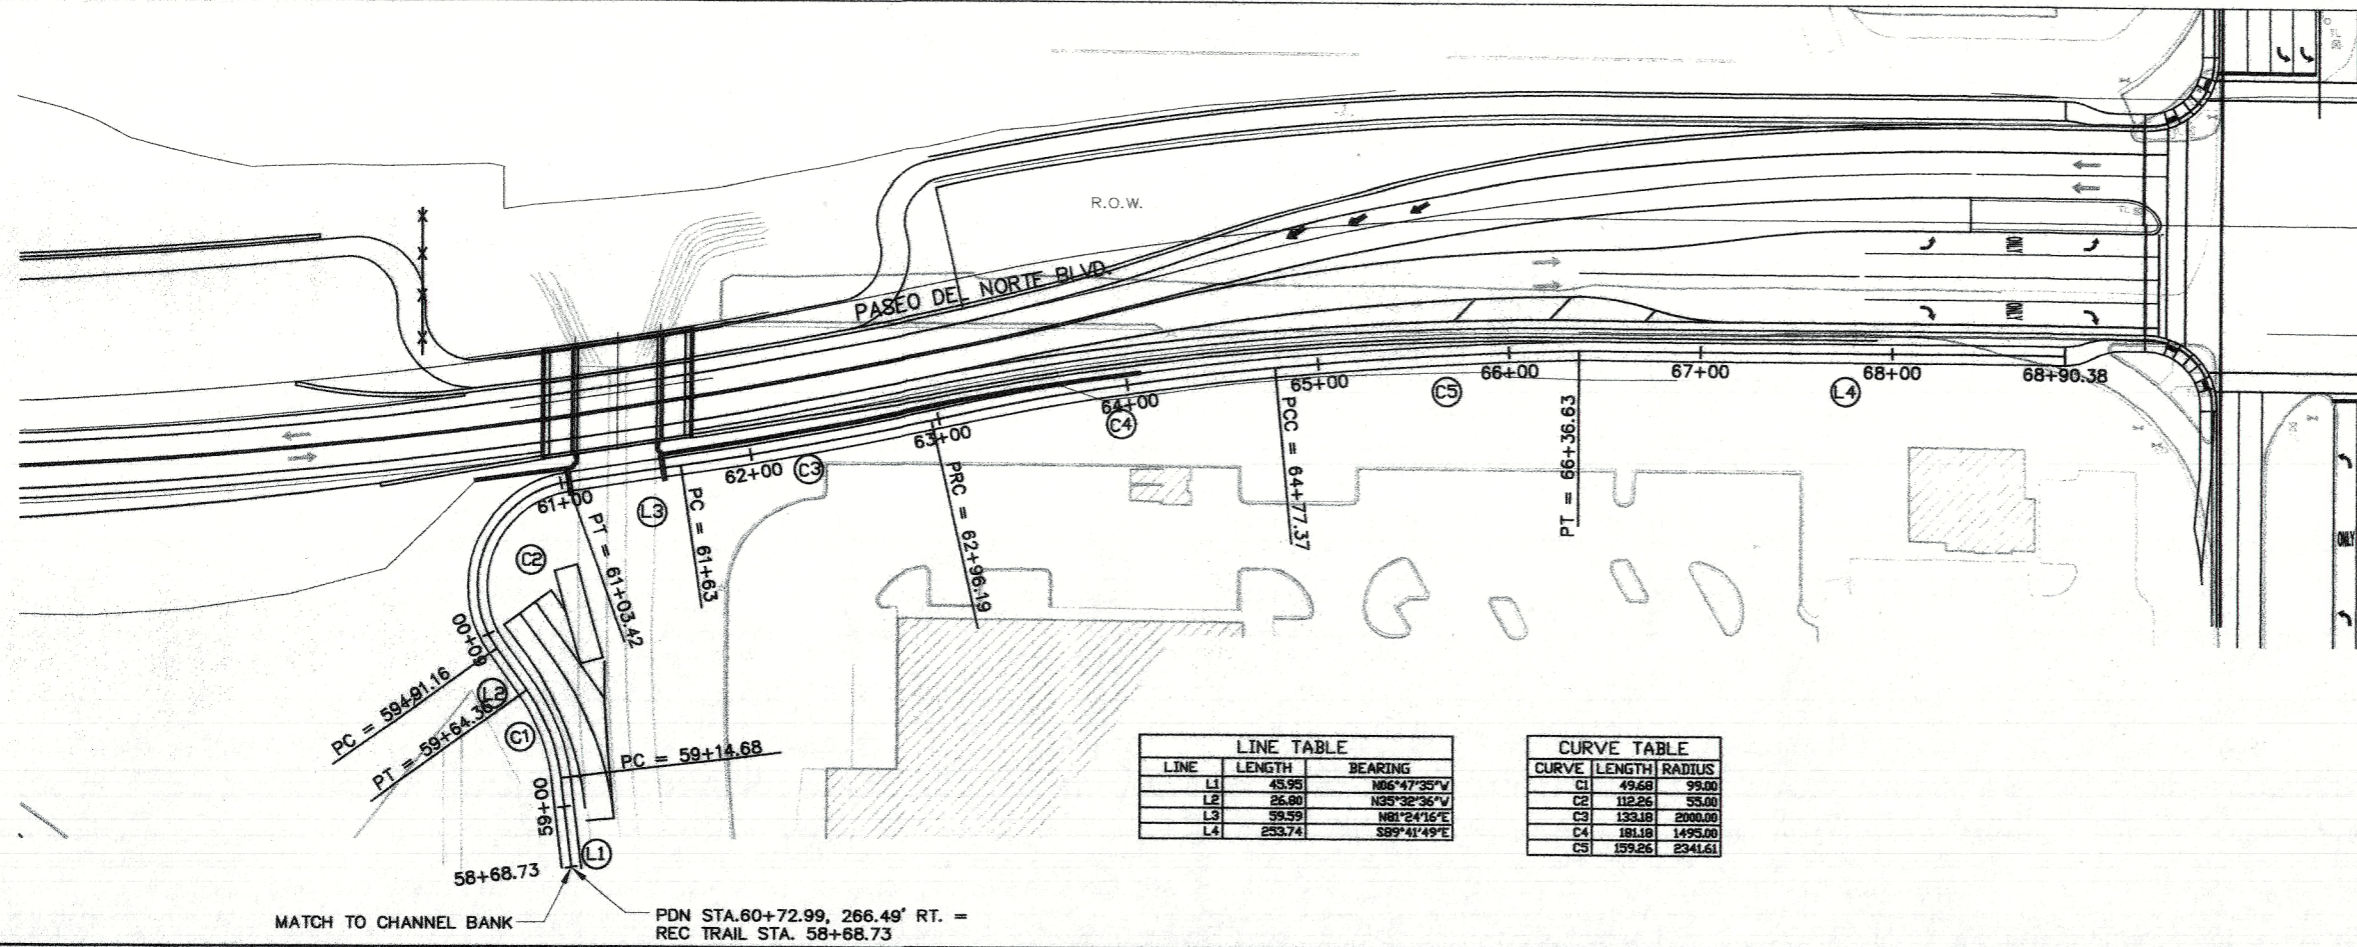 R.O.W.
PASEO DEL NORTE BLVD.
ONLY
ONLY
ONLY
61+00
62+00
63+00
64+00
65+00
66+00
67+00
68+00
68+90.38
L3
C3
C4
C5
L4
PT = 61+03.42
PC = 61+63
PRC = 62+96.19
PCC = 64+77.37
PT = 66+36.63
C2
60+00
PC = 59+91.16
L2
PT = 59+64.36
C1
PC = 59+14.68
59+00
L1
58+68.73
MATCH TO CHANNEL BANK
PDN STA.60+72.99, 266.49' RT. =
REC TRAIL STA. 58+68.73
LINE TABLE
LINE LENGTH BEARING
L1 45.95 N06°47'35"W
L2 26.80 N35°32'36"W
L3 59.59 N81°24'16"E
L4 253.74 S89°41'49"E
CURVE TABLE
CURVE LENGTH RADIUS
C1 49.68 99.00
C2 112.26 55.00
C3 133.18 2000.00
C4 181.18 1495.00
C5 159.26 2341.61